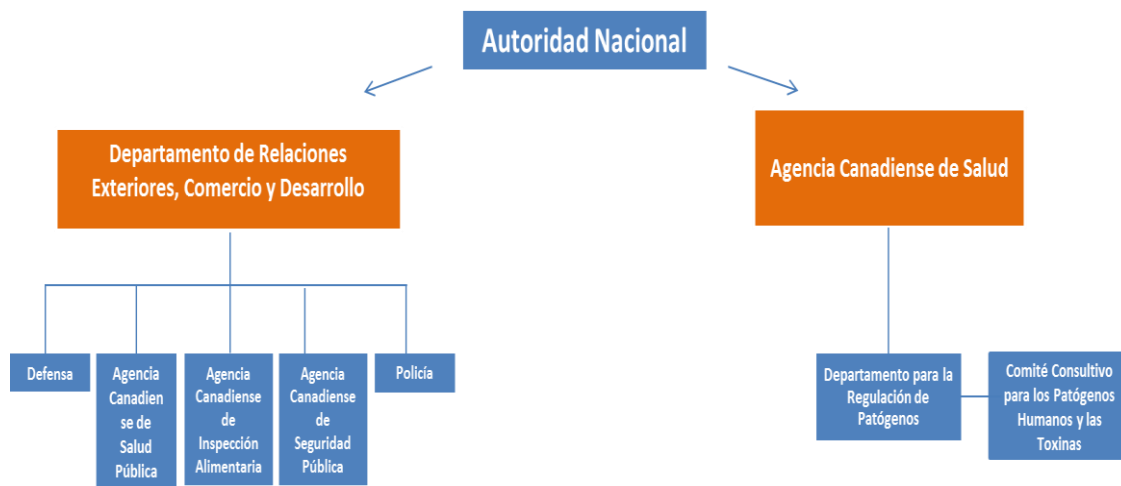 Autoridad Nacional
Departamento de Relaciones
Exteriores, Comercio y Desarrollo
Agencia Canadiense de Salud
Defensa
Agencia
Canadien
se de
Salud
Pública
Agencia
Canadiense
de
Inspección
Alimentaria
Agencia
Canadiense
de
Seguridad
Pública
Policía
Departamento para la
Regulación de
Patógenos
Comité Consultivo
para los Patógenos
Humanos y las
Toxinas